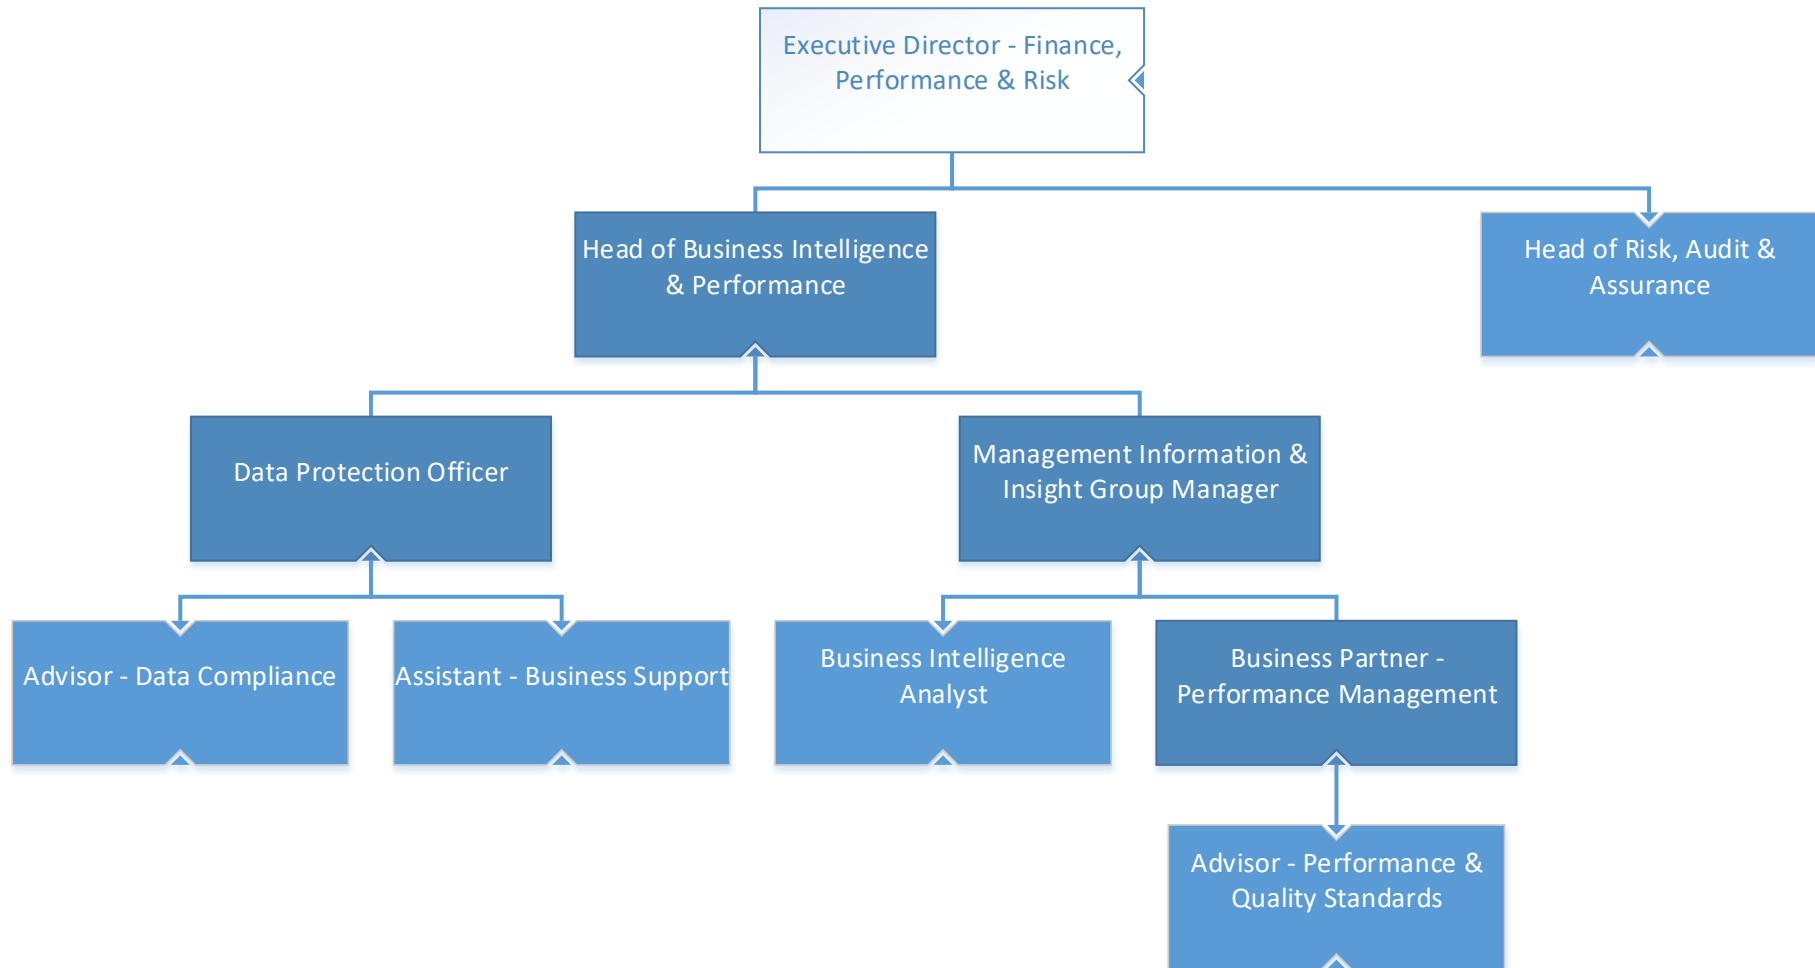 Executive Director - Finance,
Performance & Risk
Head of Business Intelligence
& Performance
Head of Risk, Audit &
Assurance
Data Protection Officer
Management Information &
Insight Group Manager
Advisor - Data Compliance
Assistant - Business Support
Business Intelligence
Analyst
Business Partner -
Performance Management
Advisor - Performance &
Quality Standards